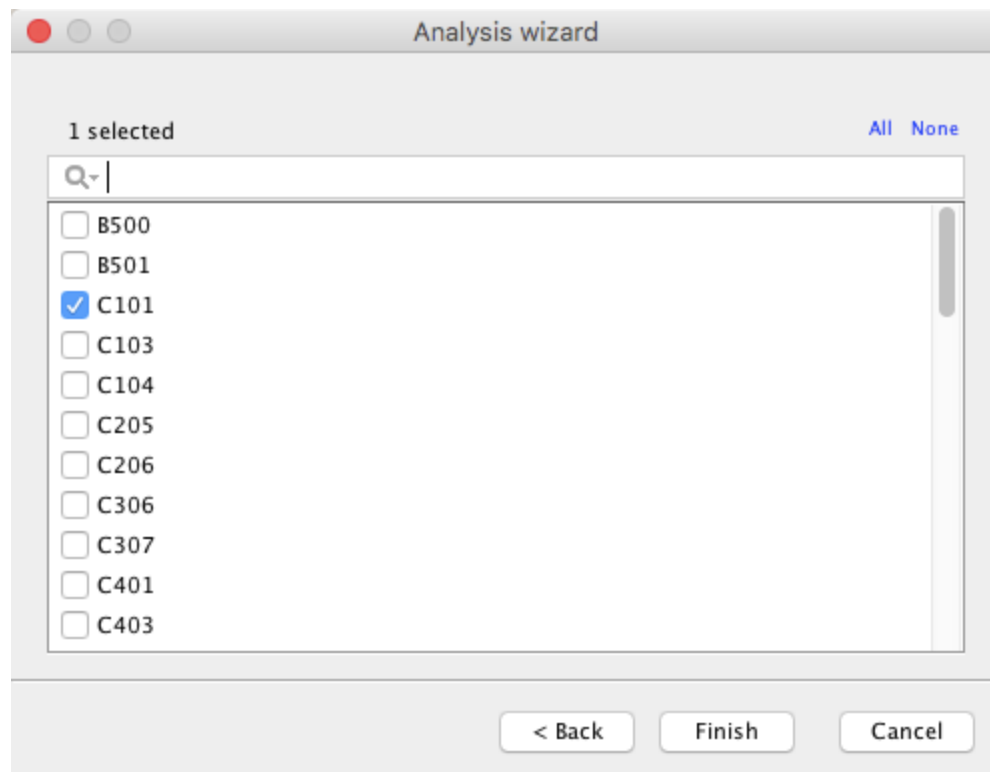 Analysis wizard
1 selected
All None
B500
B501
C101
C103
C104
C205
C206
C306
C307
C401
C403
< Back Finish Cancel